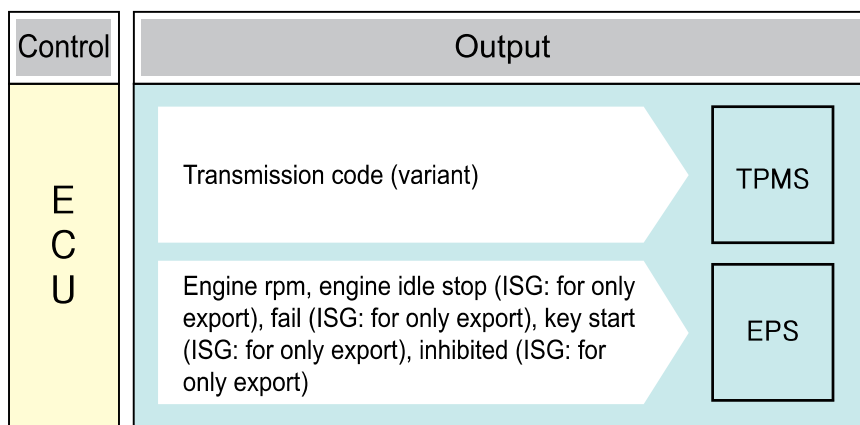 Control
Output
E
C
U
Transmission code (variant)
TPMS
Engine rpm, engine idle stop (ISG: for only
export), fail (ISG: for only export), key start
(ISG: for only export), inhibited (ISG: for
only export)
EPS